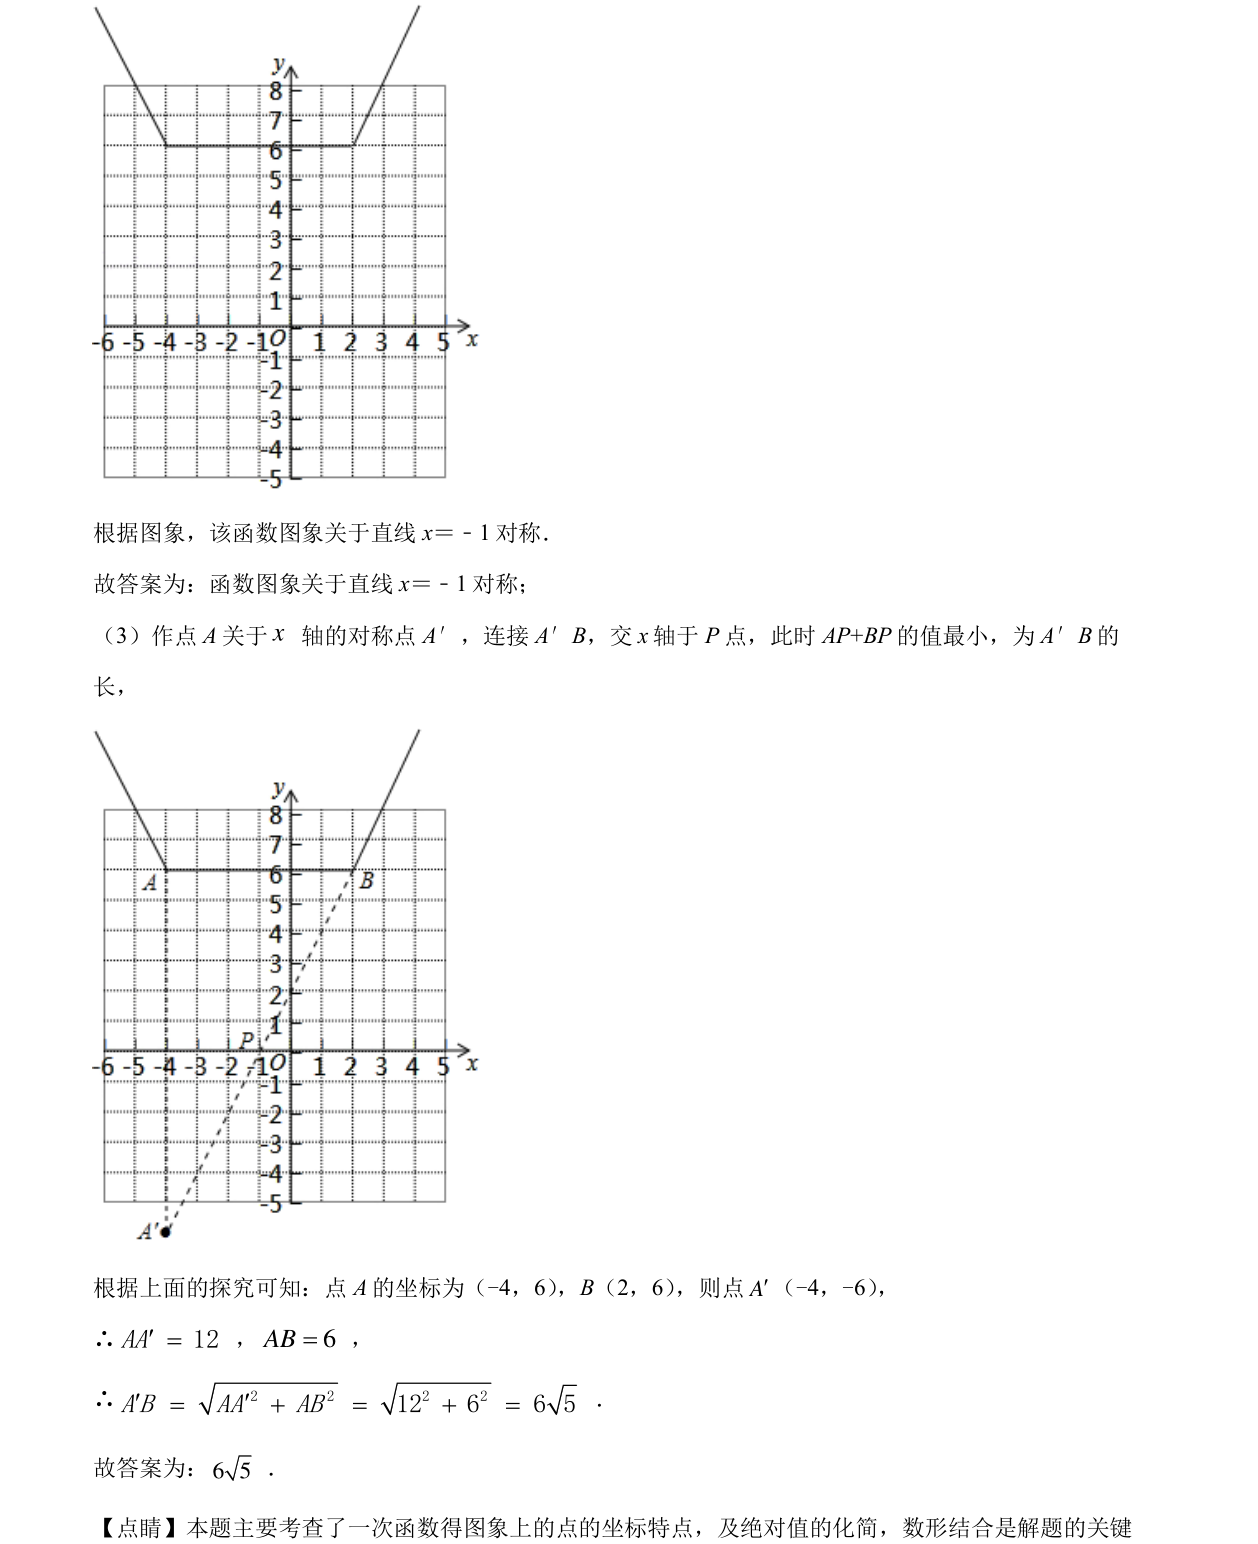 y
8
7
6
5
4
3
2
1
-6 -5 -4 -3 -2 -1 O 1 2 3 4 5 x
-1
-2
-3
-4
-5
根据图象，该函数图象关于直线 x＝﹣1 对称．
故答案为：函数图象关于直线 x＝﹣1 对称；
（3）作点 A 关于 x 轴的对称点 A′，连接 A′B，交 x 轴于 P 点，此时 AP+BP 的值最小，为 A′B 的
长，
y
8
7
A 6 B
5
4
3
2
1
P
-6 -5 -4 -3 -2 -1 O 1 2 3 4 5 x
-1
-2
-3
-4
-5
A′
根据上面的探究可知：点 A 的坐标为（−4，6），B（2，6），则点 A′（−4，−6），
∴ AA′ = 12 ，AB = 6 ，
∴ A′B = √(AA′² + AB²) = √(12² + 6²) = 6√5 ．
故答案为：6√5 ．
【点睛】本题主要考查了一次函数得图象上的点的坐标特点，及绝对值的化简，数形结合是解题的关键